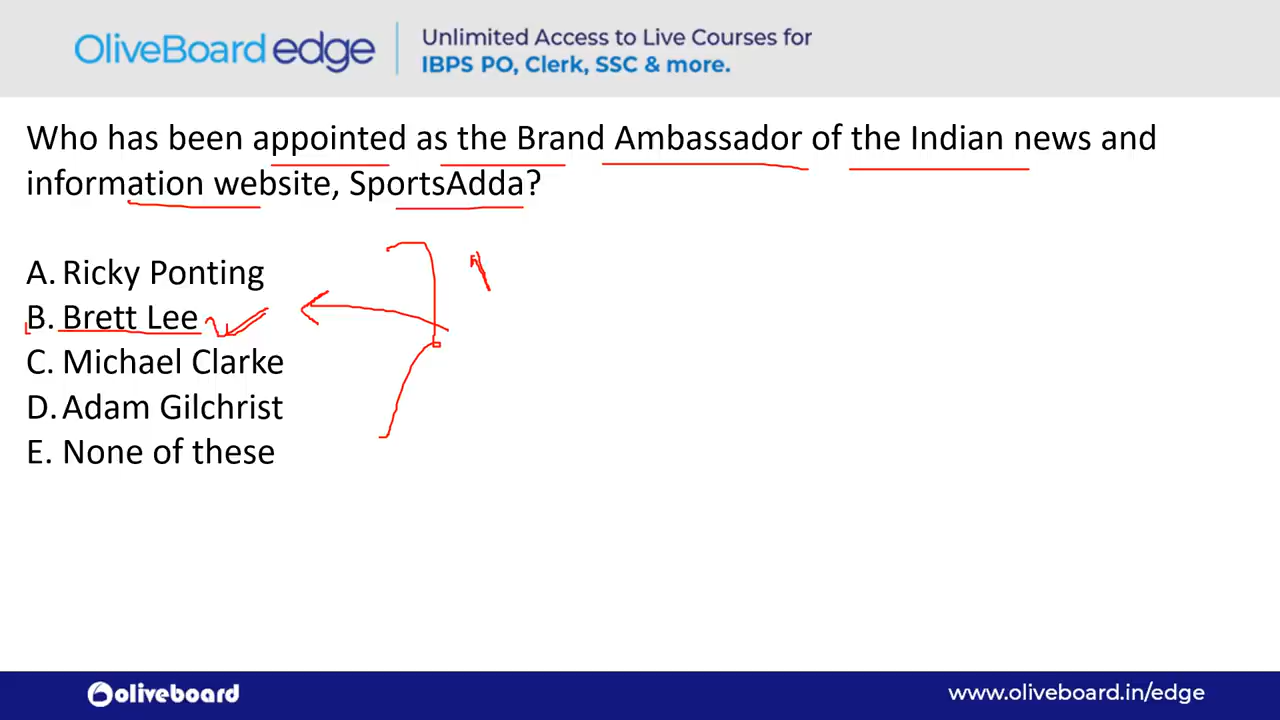 OliveBoard edge
Unlimited Access to Live Courses for
IBPS PO, Clerk, SSC & more.
Who has been appointed as the Brand Ambassador of the Indian news and
information website, SportsAdda?
A. Ricky Ponting
B. Brett Lee
C. Michael Clarke
D. Adam Gilchrist
E. None of these
oliveboard
www.oliveboard.in/edge